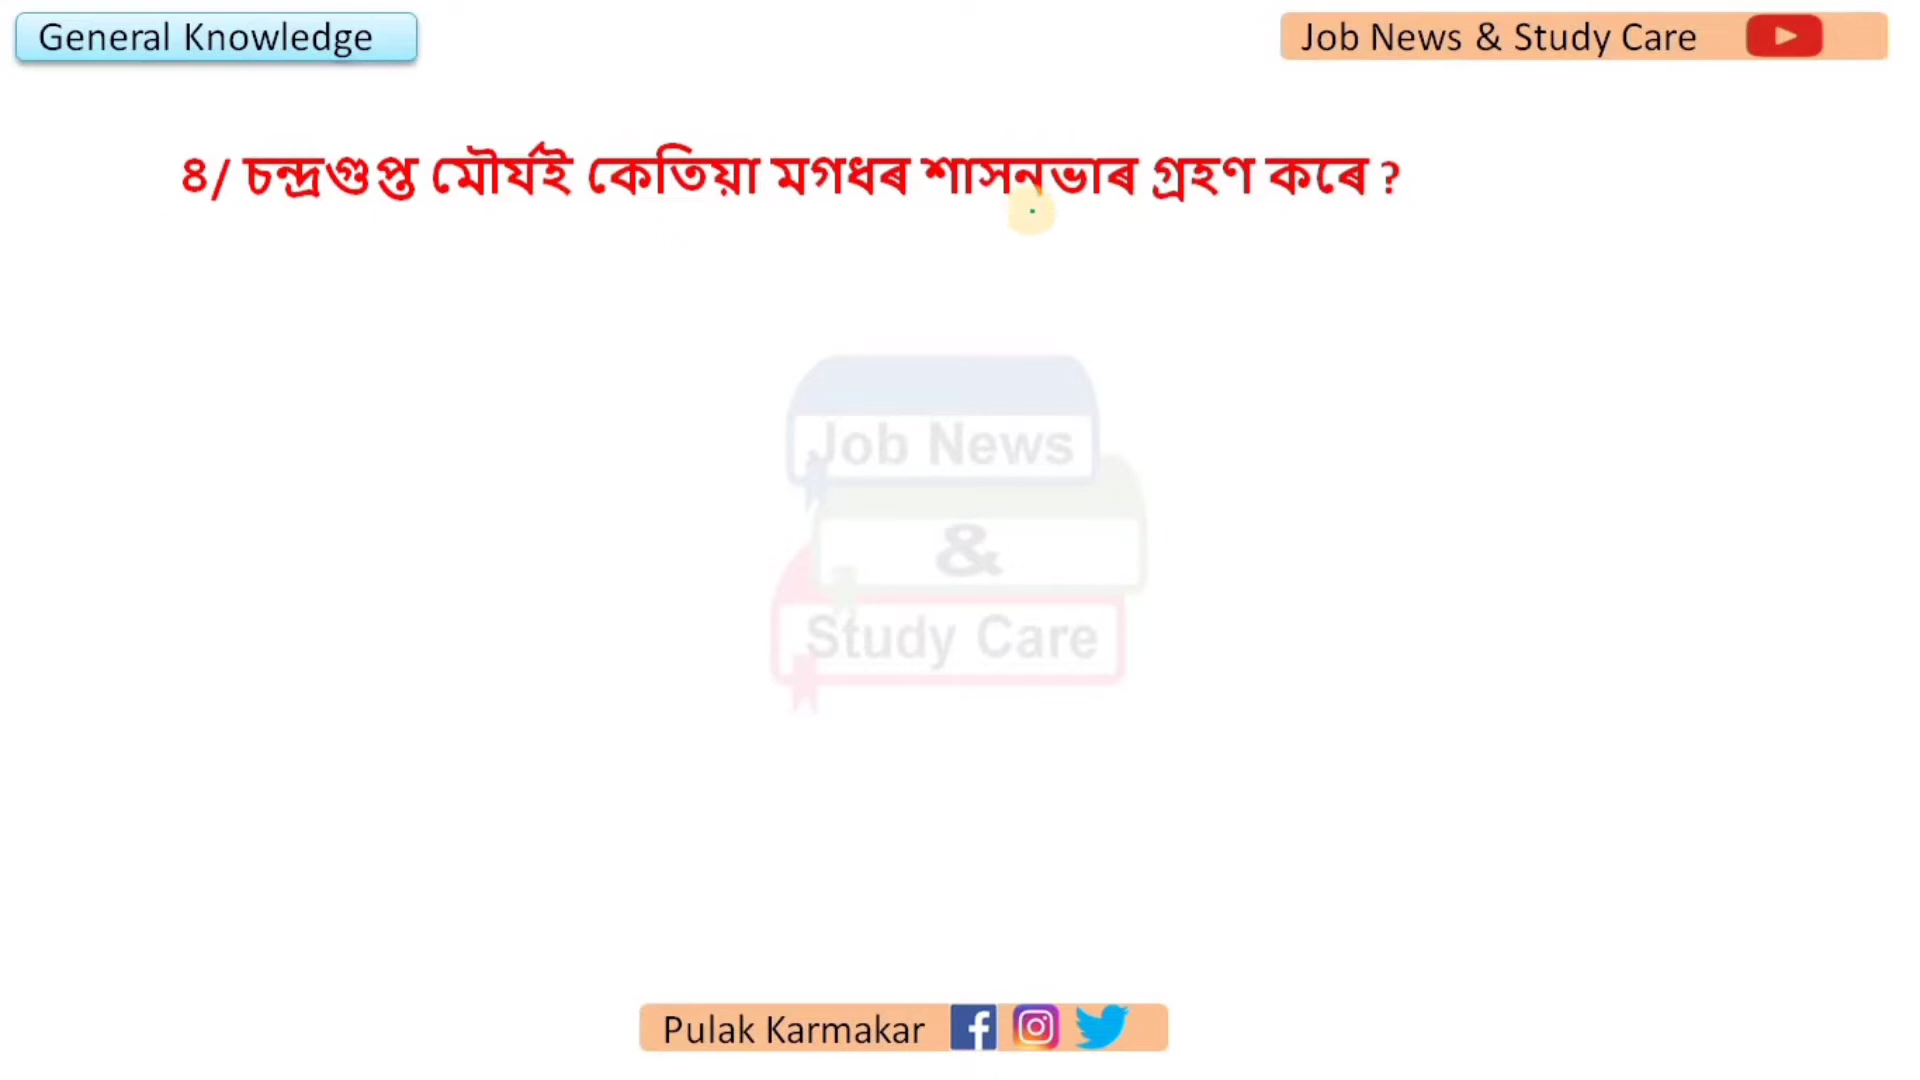 General Knowledge
Job News & Study Care
৪/ চন্দ্ৰগুপ্ত মৌৰ্যই কেতিয়া মগধৰ শাসনভাৰ গ্ৰহণ কৰে ?
Job News
&
Study Care
Pulak Karmakar